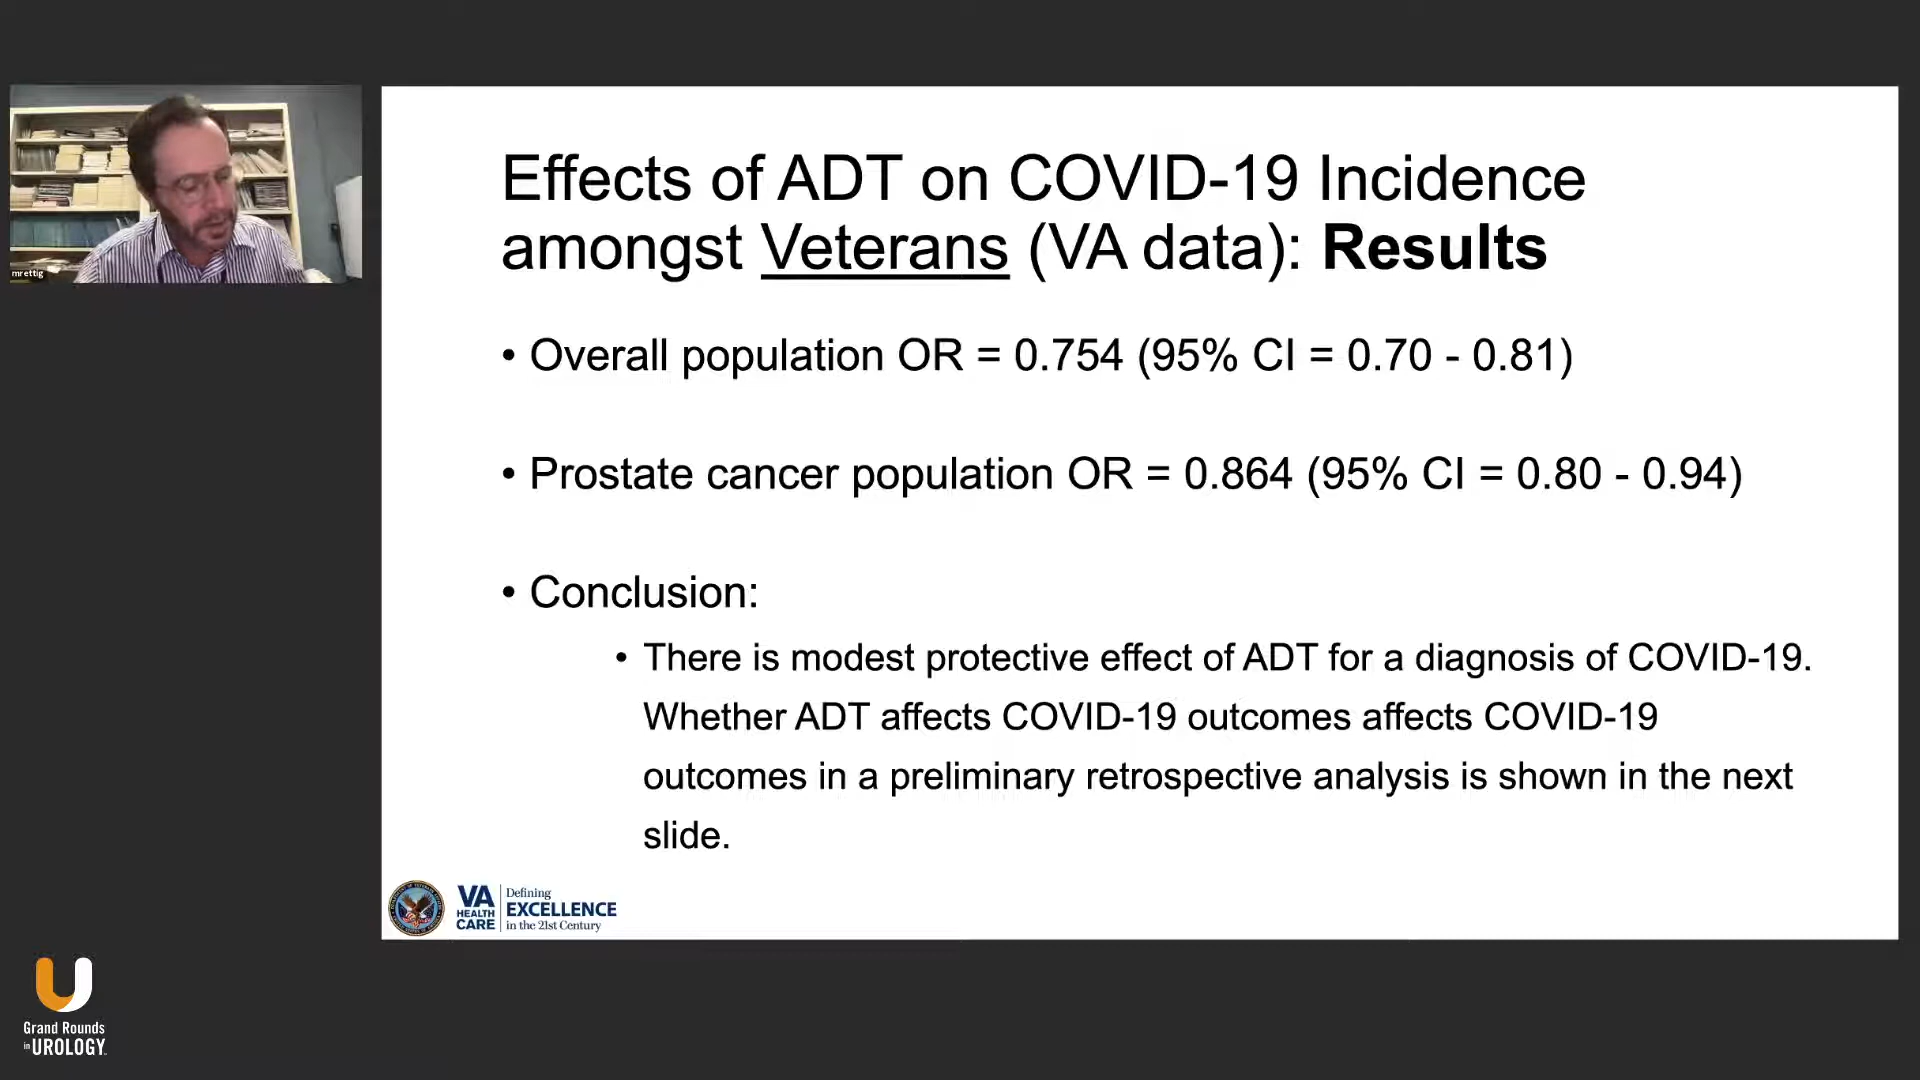 mrettig
Effects of ADT on COVID-19 Incidence
amongst Veterans (VA data): Results
• Overall population OR = 0.754 (95% CI = 0.70 - 0.81)
• Prostate cancer population OR = 0.864 (95% CI = 0.80 - 0.94)
• Conclusion:
• There is modest protective effect of ADT for a diagnosis of COVID-19.
Whether ADT affects COVID-19 outcomes affects COVID-19
outcomes in a preliminary retrospective analysis is shown in the next
slide.
VA
HEALTH
CARE
Defining
EXCELLENCE
in the 21st Century
Grand Rounds
in UROLOGY